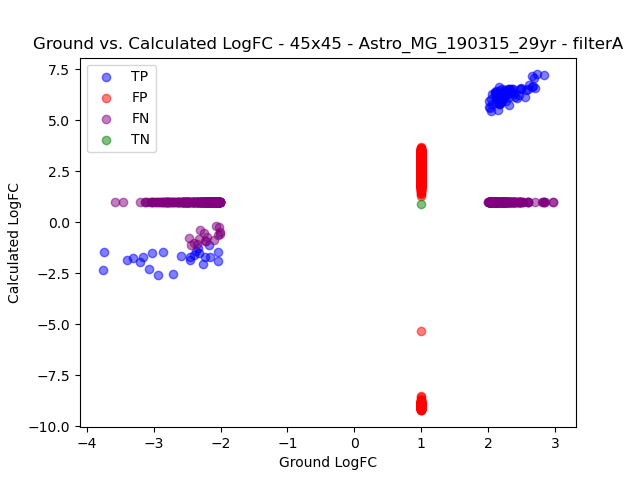 Ground vs. Calculated LogFC - 45x45 - Astro_MG_190315_29yr - filterA
TP
FP
FN
TN
7.5
5.0
2.5
0.0
−2.5
−5.0
−7.5
−10.0
Calculated LogFC
−4
−3
−2
−1
0
1
2
3
Ground LogFC